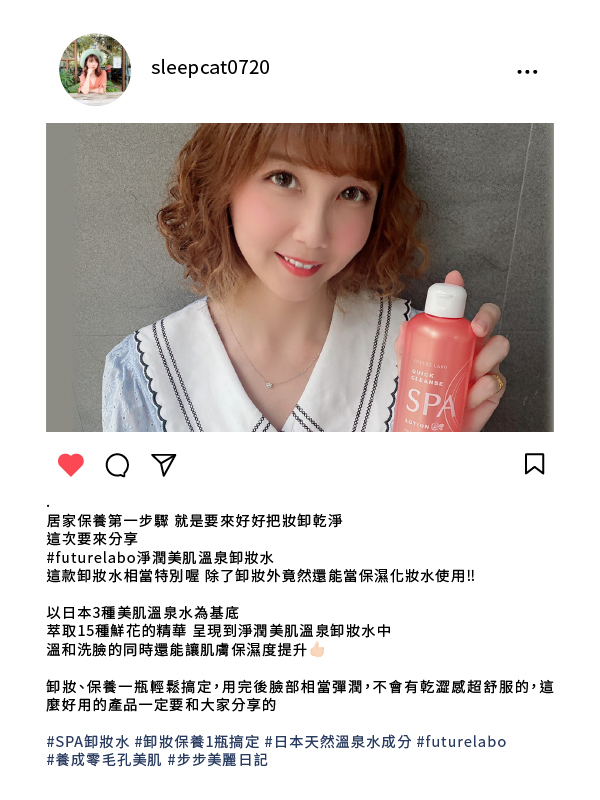 sleepcat0720
QUICK
CLEANSE
SPA
LOTION
.
居家保養第一步驟 就是要來好好把妝卸乾淨
這次要來分享
#futurelabo淨潤美肌溫泉卸妝水
這款卸妝水相當特別喔 除了卸妝外竟然還能當保濕化妝水使用!!
以日本3種美肌溫泉水為基底
萃取15種鮮花的精華 呈現到淨潤美肌溫泉卸妝水中
溫和洗臉的同時還能讓肌膚保濕度提升👍🏻
卸妝、保養一瓶輕鬆搞定，用完後臉部相當彈潤，不會有乾澀感超舒服的，這
麼好用的產品一定要和大家分享的
#SPA卸妝水 #卸妝保養1瓶搞定 #日本天然溫泉水成分 #futurelabo
#養成零毛孔美肌 #步步美麗日記